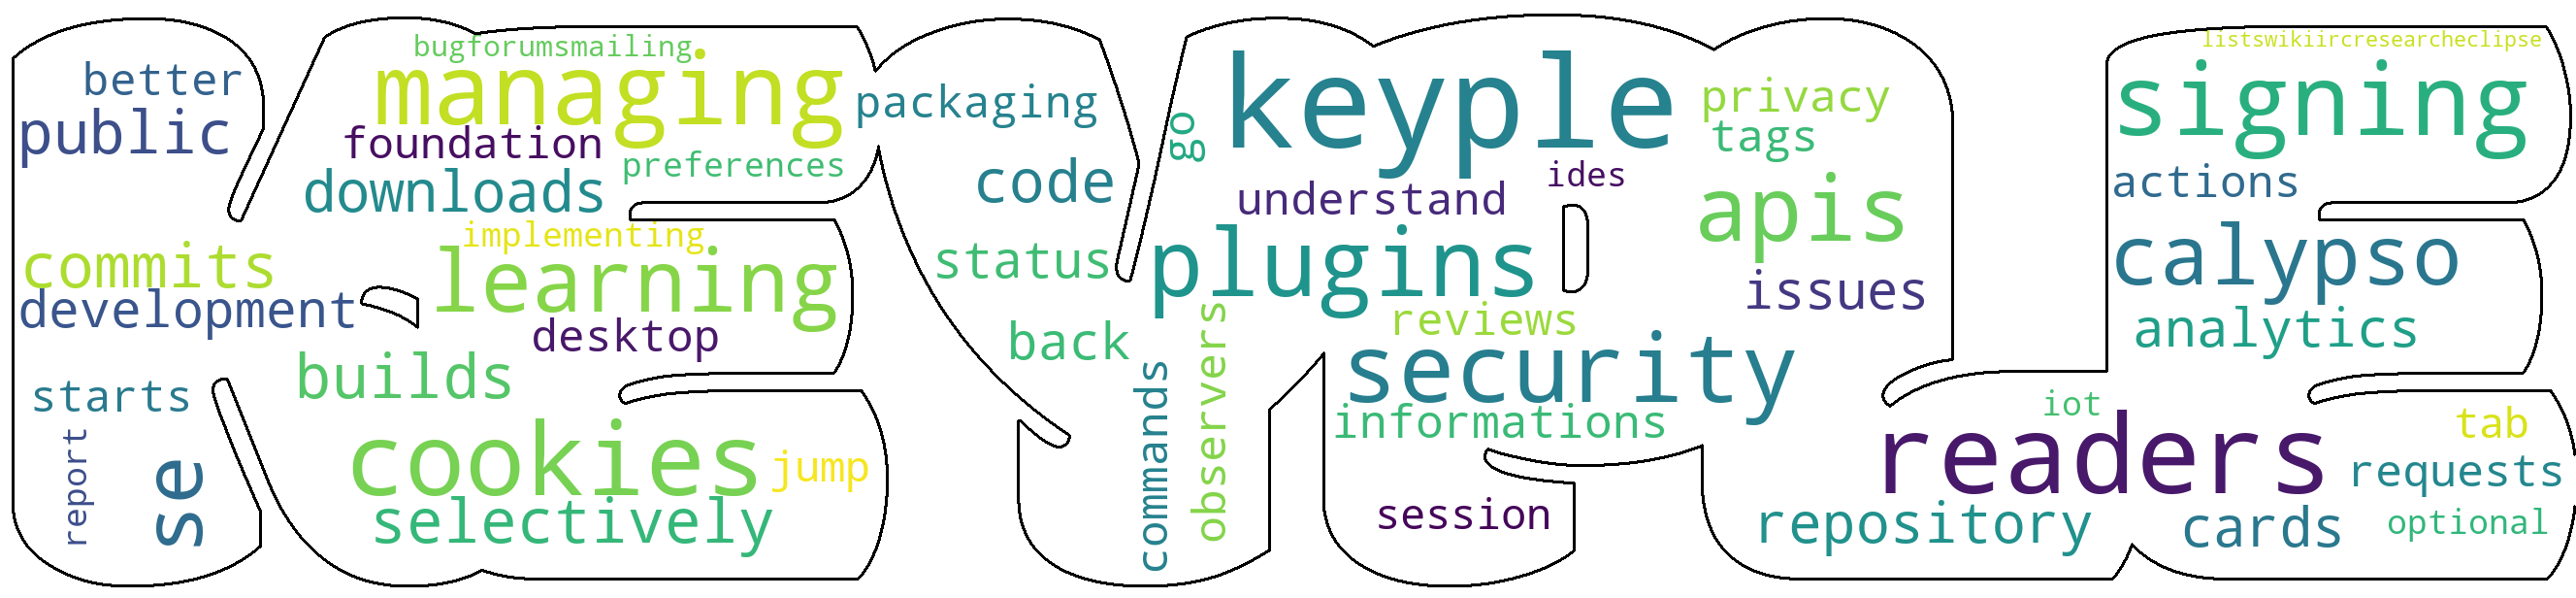 bugforumsmailing
better
managing
public
foundation
preferences
downloads
implementing
commits
learning
development
desktop
builds
starts
cookies
jump
report
se
selectively
packaging
code
status
back
commands
observers
go
keyple
privacy
tags
ides
understand
apis
plugins
issues
reviews
security
informations
session
listswikiircresearcheclipse
signing
actions
calypso
analytics
iot
tab
readers
requests
repository
cards
optional